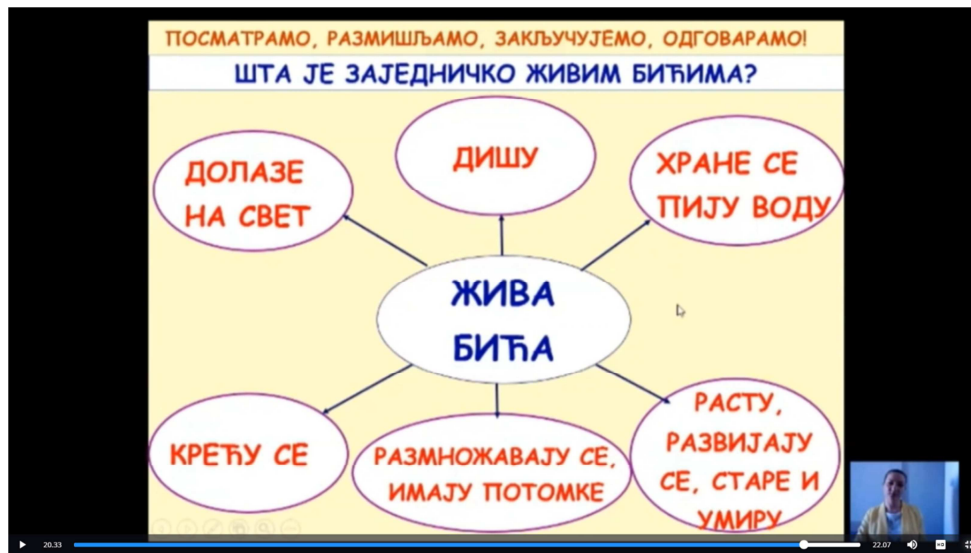 ПОСМАТРАМО, РАЗМИШЉАМО, ЗАКЉУЧУЈЕМО, ОДГОВАРАМО!
ШТА ЈЕ ЗАЈЕДНИЧКО ЖИВИМ БИЋИМА?
ДОЛАЗЕ
НА СВЕТ
ДИШУ
ХРАНЕ СЕ
ПИЈУ ВОДУ
ЖИВА
БИЋА
КРЕЋУ СЕ
РАЗМНОЖАВАЈУ СЕ,
ИМАЈУ ПОТОМКЕ
РАСТУ,
РАЗВИЈАЈУ
СЕ, СТАРЕ И
УМИРУ
20.33
22.07
HD